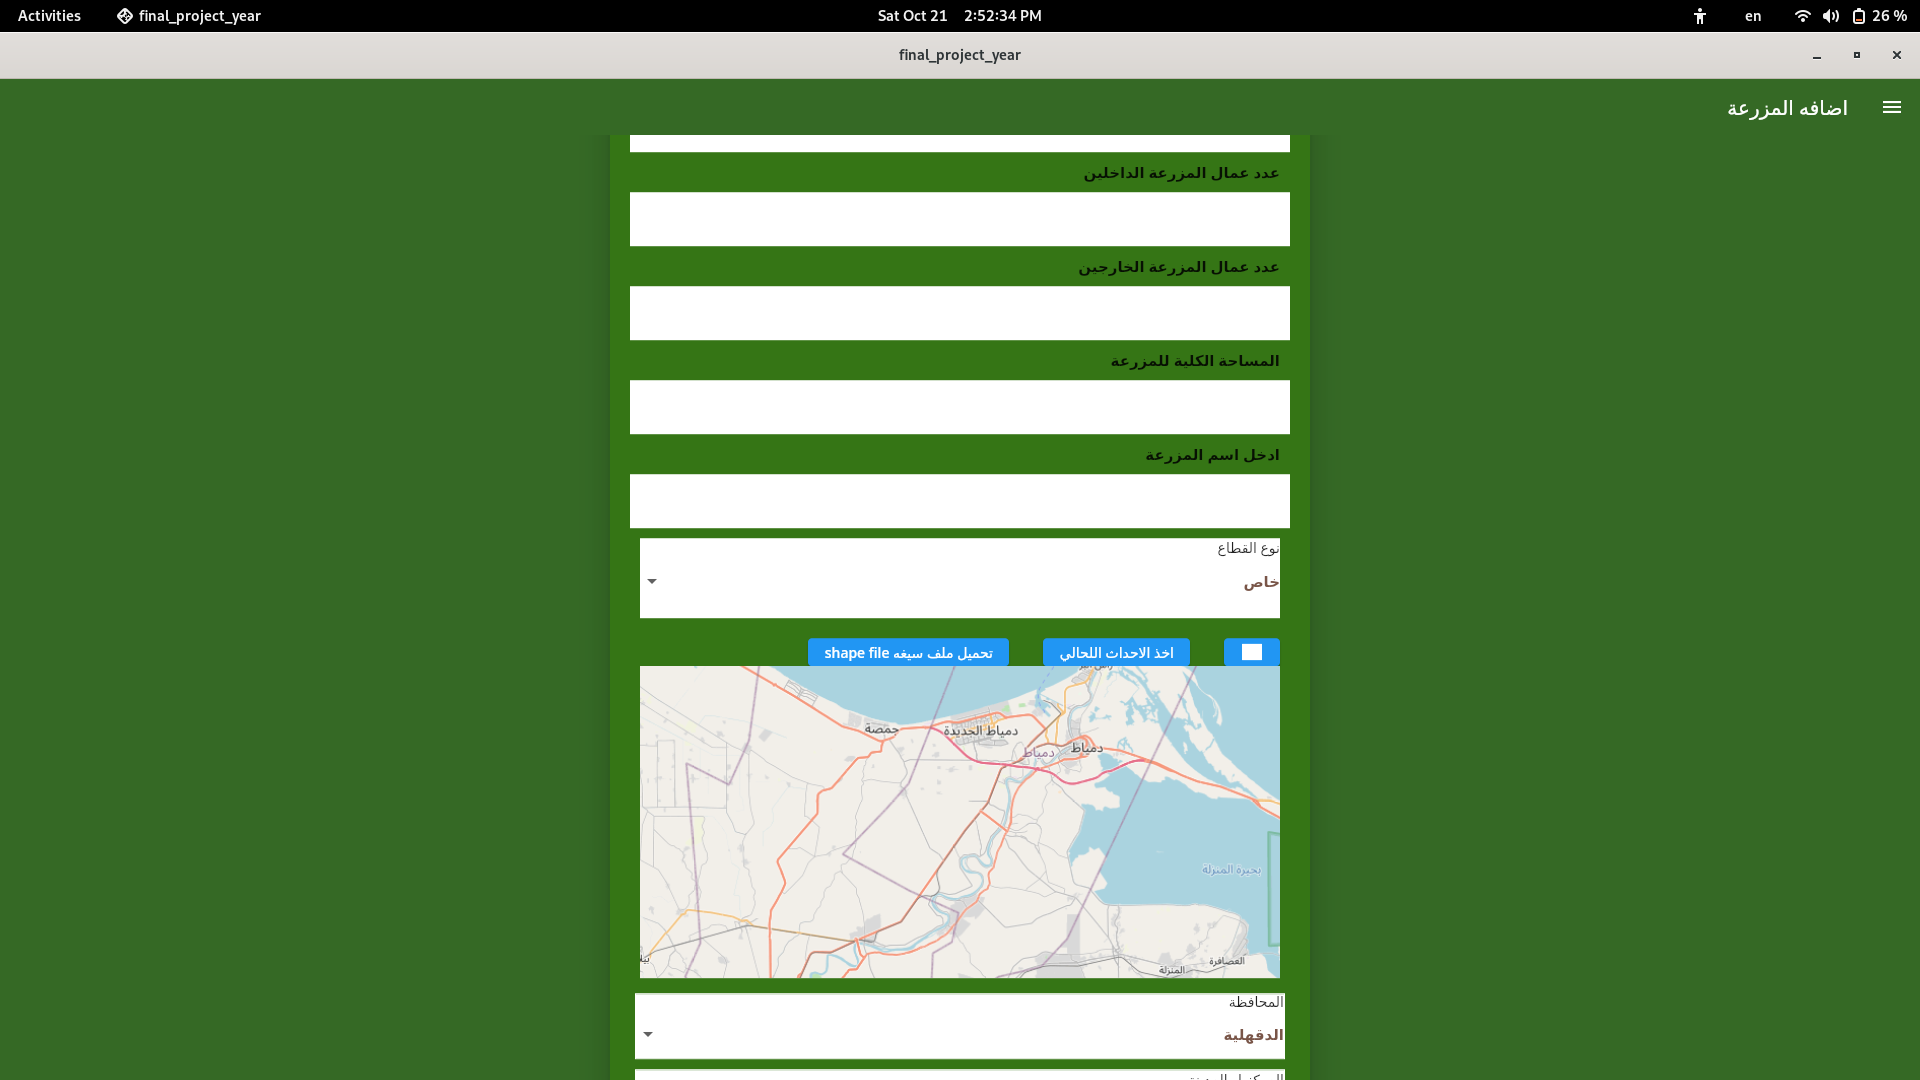 Activities
final_project_year
Sat Oct 21 2:52:34 PM
en
26 %
final_project_year
اضافه المزرعة
عدد عمال المزرعة الداخلين
عدد عمال المزرعة الخارجين
المساحة الكلية للمزرعة
ادخل اسم المزرعة
نوع القطاع
خاص
اخذ الاحداث اللحالي
تحميل ملف سيغه shape file
جمصة
دمياط الجديدة
دمياط
دمياط
بحيرة المنزلة
العصافرة
المنزلة
المحافظة
الدقهلية